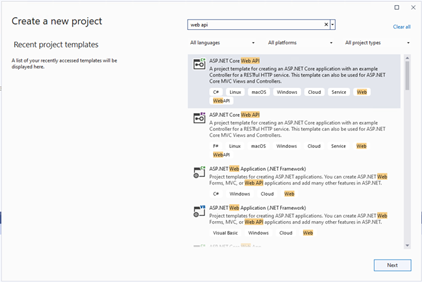 Create a new project
web api
Clear all
Recent project templates
All languages
All platforms
All project types
A list of your recently accessed templates will be
displayed here.
ASP.NET Core Web API
A project template for creating an ASP.NET Core application with an example
Controller for a RESTful HTTP service. This template can also be used for ASP.NET
Core MVC Views and Controllers.
C# Linux macOS Windows Cloud Service Web
WebAPI
ASP.NET Core Web API
A project template for creating an ASP.NET Core application with an example
Controller for a RESTful HTTP service. This template can also be used for ASP.NET
Core MVC Views and Controllers.
F# Linux macOS Windows Cloud Service Web
WebAPI
ASP.NET Web Application (.NET Framework)
Project templates for creating ASP.NET applications. You can create ASP.NET Web
Forms, MVC, or Web API applications and add many other features in ASP.NET.
C# Windows Cloud Web
ASP.NET Web Application (.NET Framework)
Project templates for creating ASP.NET applications. You can create ASP.NET Web
Forms, MVC, or Web API applications and add many other features in ASP.NET.
Visual Basic Windows Cloud Web
Next